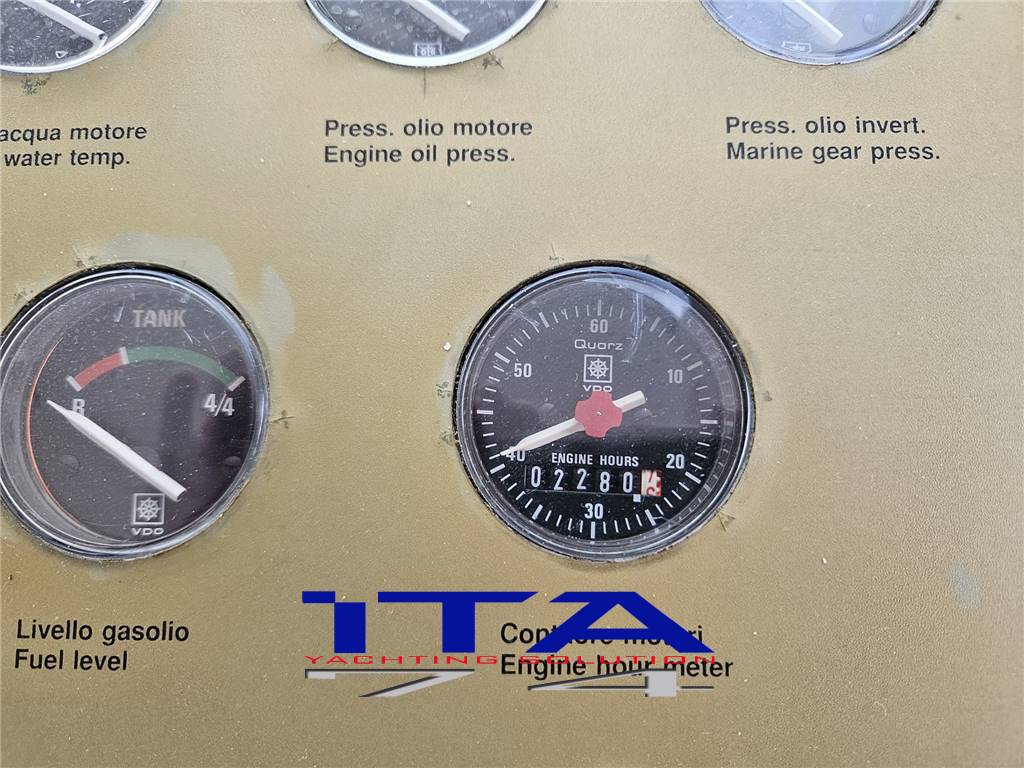 acqua motore
water temp.
Press. olio motore
Engine oil press.
Press. olio invert.
Marine gear press.
TANK
R
4/4
VDO
60
Quarz
VDO
50
10
40
20
ENGINE HOURS
02280
30
Livello gasolio
Fuel level
ITA
YACHTING SOLUTION
Engine hour meter